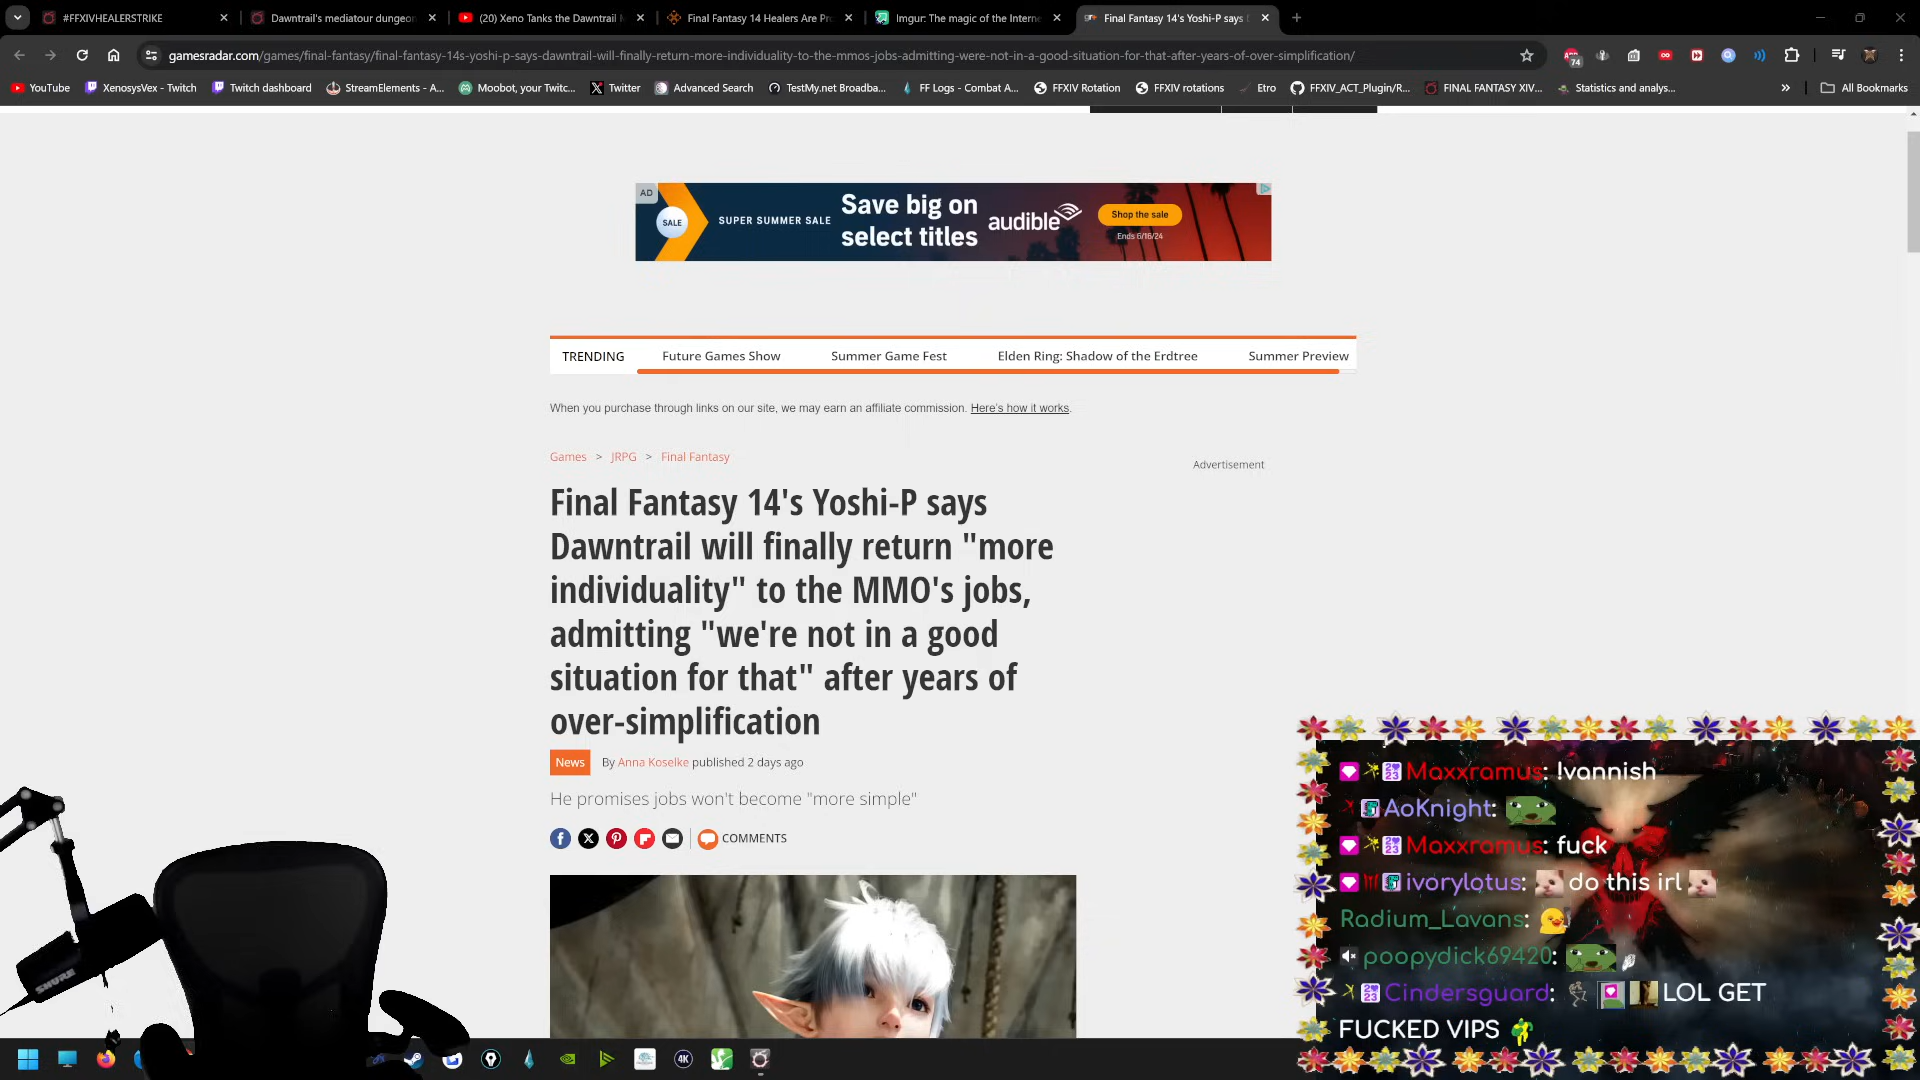 #FFXIVHEALERSTRIKE
Dawntrail's mediatour dungeon
(20) Xeno Tanks the Dawntrail
Final Fantasy 14 Healers Are Pr
Imgur: The magic of the Interne
Final Fantasy 14's Yoshi-P says
gamesradar.com/games/final-fantasy/final-fantasy-14s-yoshi-p-says-dawntrail-will-finally-return-more-individuality-to-the-mmos-jobs-admitting-were-not-in-a-good-situation-for-that-after-years-of-over-simplification/
74
YouTube
XenosysVex - Twitch
Twitch dashboard
StreamElements - A...
Moobot, your Twitc...
Twitter
Advanced Search
TestMy.net Broadba...
FF Logs - Combat A...
FFXIV Rotation
FFXIV rotations
Etro
FFXIV_ACT_Plugin/R...
FINAL FANTASY XIV...
Statistics and analys...
»
All Bookmarks
AD
SALE
SUPER SUMMER SALE
Save big on
select titles
audible
Shop the sale
Ends 6/16/24
TRENDING
Future Games Show
Summer Game Fest
Elden Ring: Shadow of the Erdtree
Summer Preview
When you purchase through links on our site, we may earn an affiliate commission. Here's how it works.
Games > JRPG > Final Fantasy
Advertisement
Final Fantasy 14's Yoshi-P says
Dawntrail will finally return "more
individuality" to the MMO's jobs,
admitting "we're not in a good
situation for that" after years of
over-simplification
News By Anna Koselke published 2 days ago
He promises jobs won't become "more simple"
COMMENTS
Maxxramus: !vannish
AoKnight:
Maxxramus: fuck
ivorylotus: do this irl
Radium_Lavans:
poopydick69420:
Cindersguard: LOL GET
FUCKED VIPS
SHURE
4K